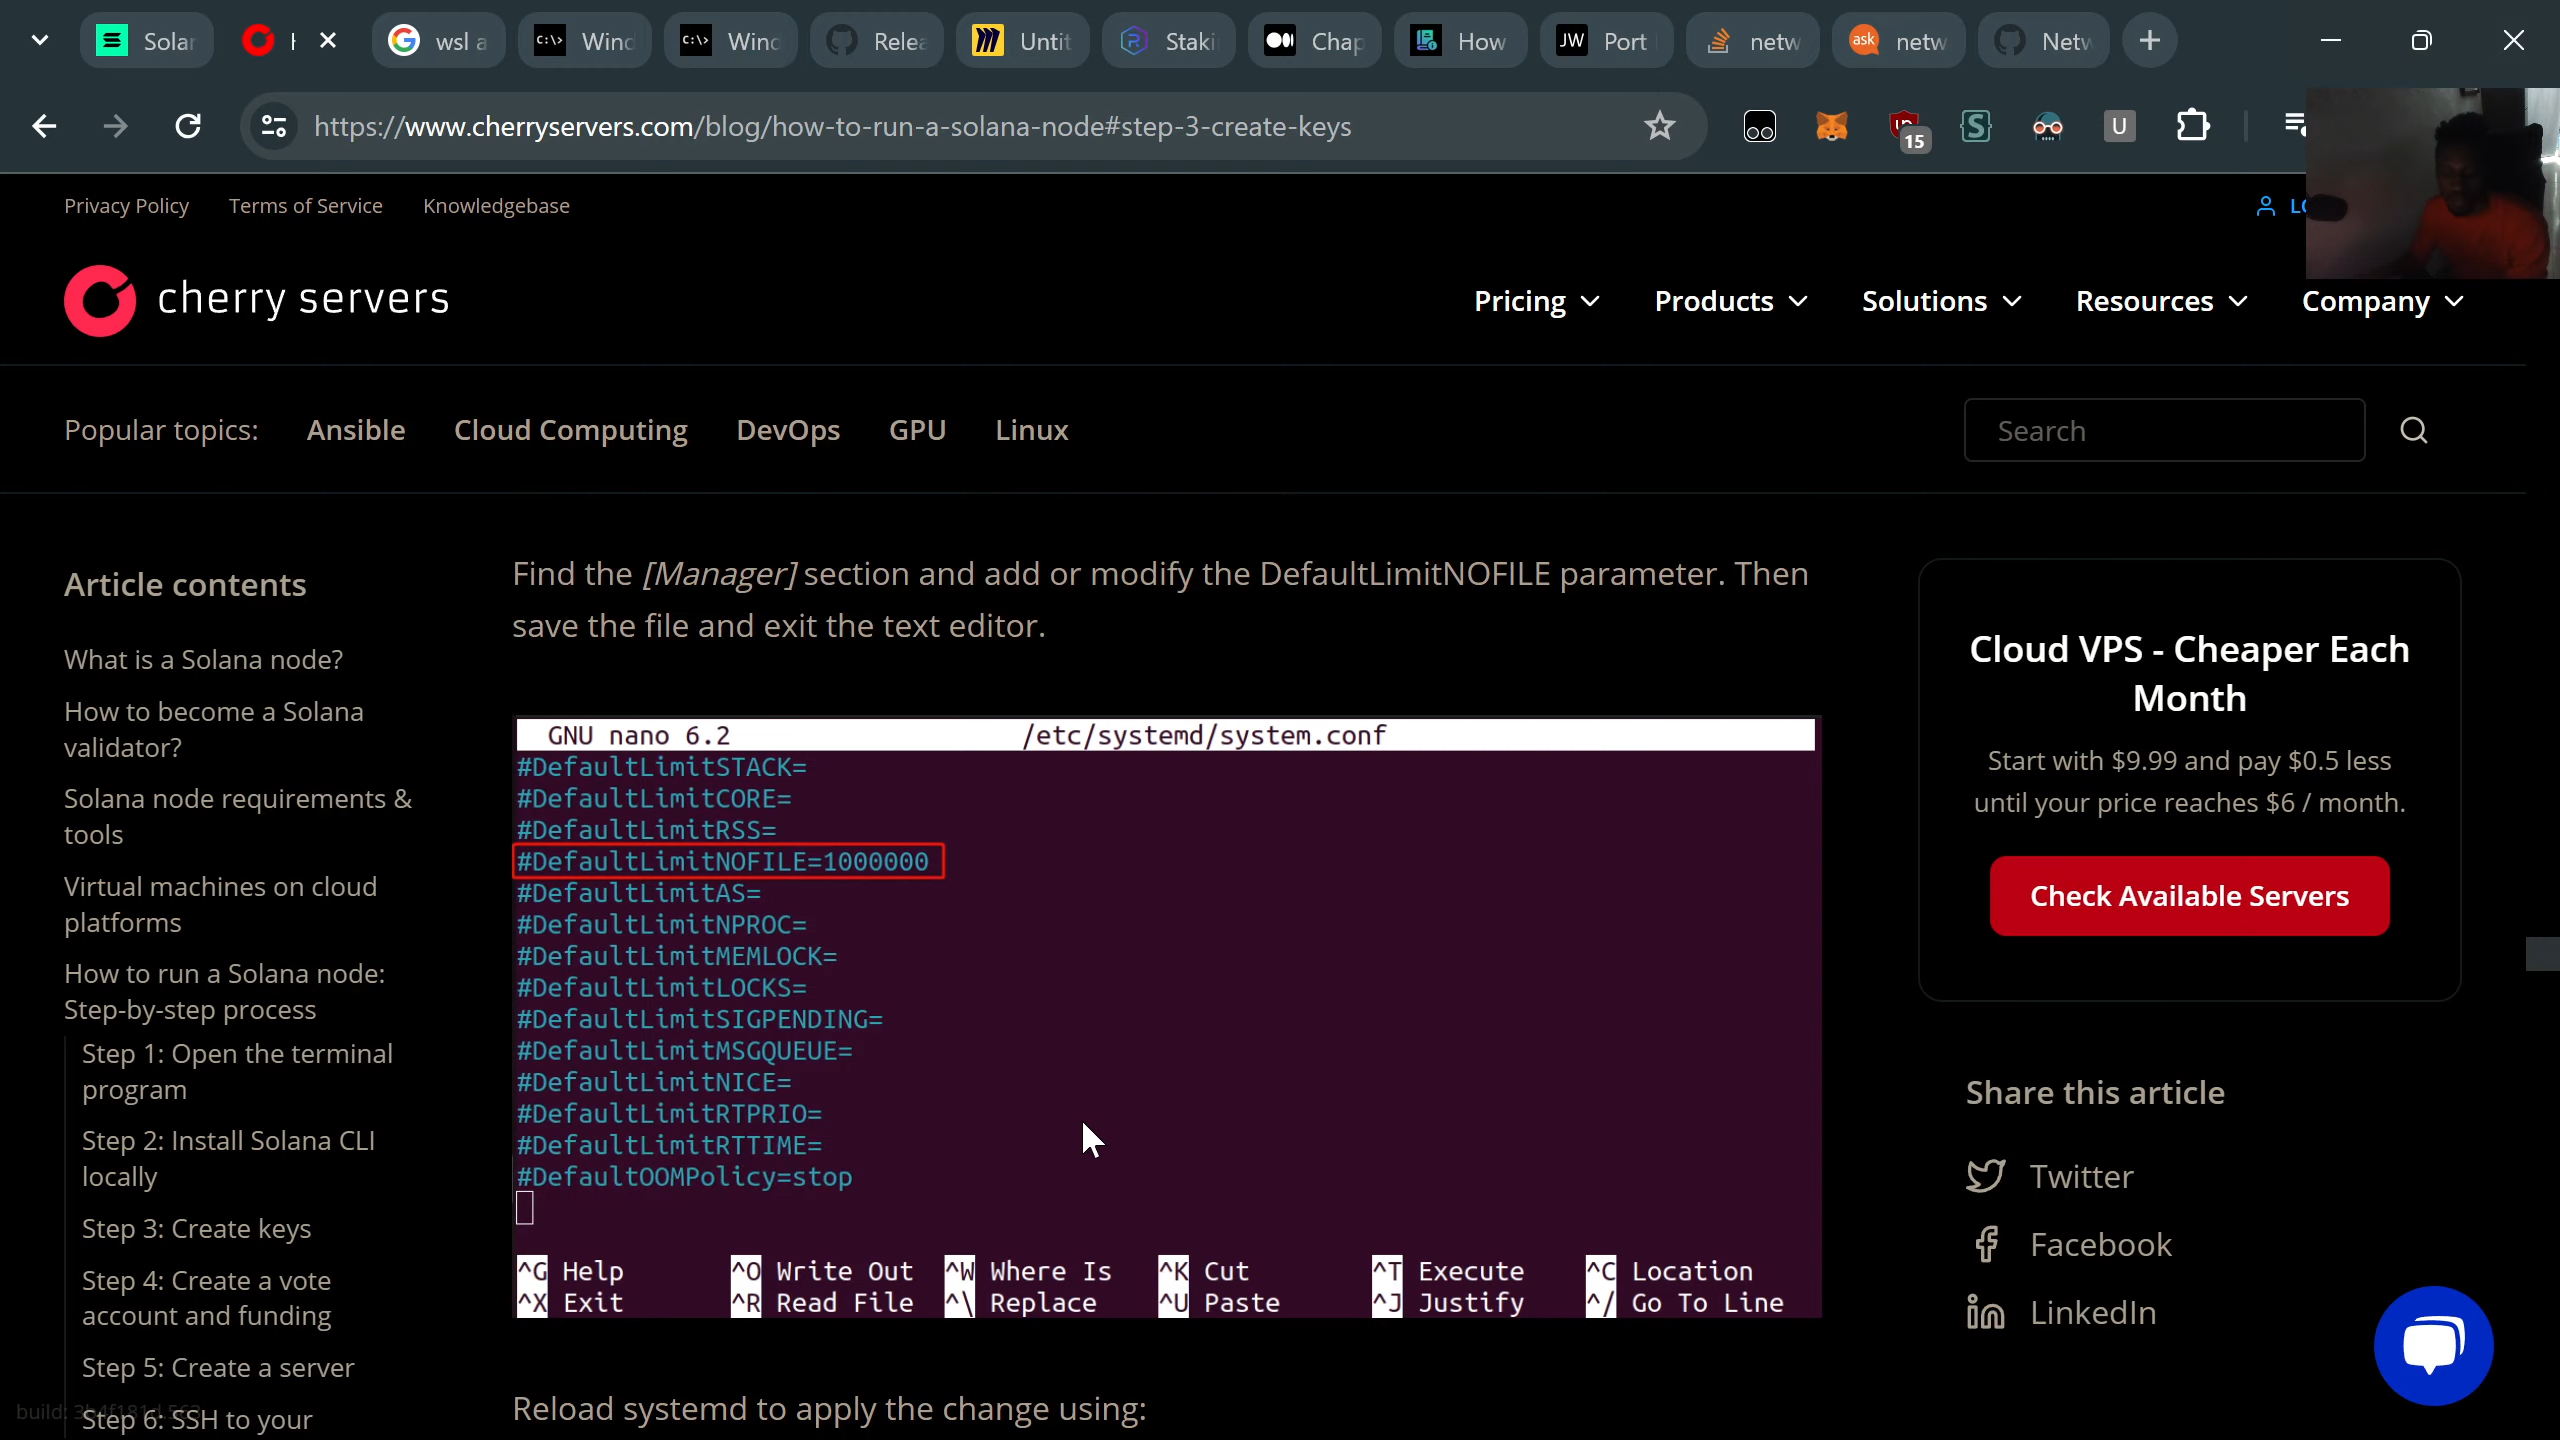 Solar
wsl a
Wind
Wind
Relea
Untit
Staki
Chap
How
JW
Port
netw
ask
netw
Netw
https://www.cherryservers.com/blog/how-to-run-a-solana-node#step-3-create-keys
15
U
Privacy Policy
Terms of Service
Knowledgebase
cherry servers
Pricing
Products
Solutions
Resources
Company
Popular topics:
Ansible
Cloud Computing
DevOps
GPU
Linux
Search
Article contents
What is a Solana node?
How to become a Solana
validator?
Solana node requirements &
tools
Virtual machines on cloud
platforms
How to run a Solana node:
Step-by-step process
Step 1: Open the terminal
program
Step 2: Install Solana CLI
locally
Step 3: Create keys
Step 4: Create a vote
account and funding
Step 5: Create a server
Step 6: SSH to your
Find the [Manager] section and add or modify the DefaultLimitNOFILE parameter. Then
save the file and exit the text editor.
GNU nano 6.2 /etc/systemd/system.conf
#DefaultLimitSTACK=
#DefaultLimitCORE=
#DefaultLimitRSS=
#DefaultLimitNOFILE=1000000
#DefaultLimitAS=
#DefaultLimitNPROC=
#DefaultLimitMEMLOCK=
#DefaultLimitLOCKS=
#DefaultLimitSIGPENDING=
#DefaultLimitMSGQUEUE=
#DefaultLimitNICE=
#DefaultLimitRTPRIO=
#DefaultLimitRTTIME=
#DefaultOOMPolicy=stop
^G Help ^O Write Out ^W Where Is ^K Cut ^T Execute ^C Location
^X Exit ^R Read File ^\ Replace ^U Paste ^J Justify ^/ Go To Line
Reload systemd to apply the change using:
Cloud VPS - Cheaper Each
Month
Start with $9.99 and pay $0.5 less
until your price reaches $6 / month.
Check Available Servers
Share this article
Twitter
Facebook
LinkedIn